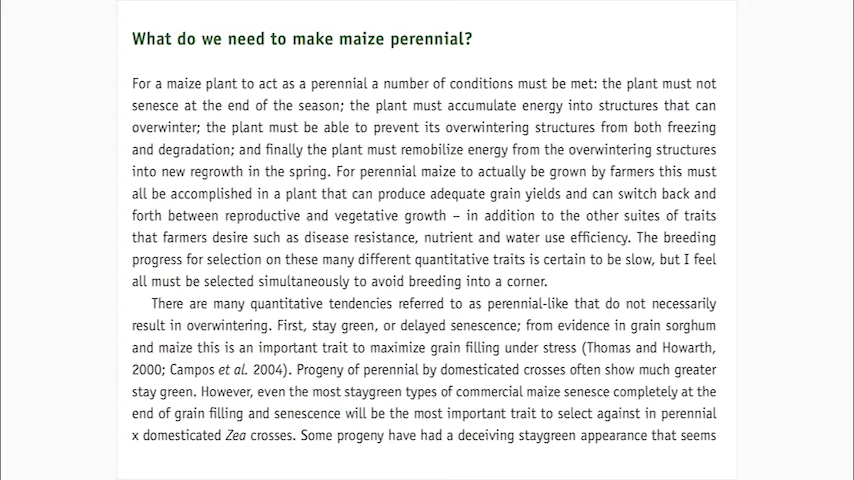 What do we need to make maize perennial?
For a maize plant to act as a perennial a number of conditions must be met: the plant must not
senesce at the end of the season; the plant must accumulate energy into structures that can
overwinter; the plant must be able to prevent its overwintering structures from both freezing
and degradation; and finally the plant must remobilize energy from the overwintering structures
into new regrowth in the spring. For perennial maize to actually be grown by farmers this must
all be accomplished in a plant that can produce adequate grain yields and can switch back and
forth between reproductive and vegetative growth – in addition to the other suites of traits
that farmers desire such as disease resistance, nutrient and water use efficiency. The breeding
progress for selection on these many different quantitative traits is certain to be slow, but I feel
all must be selected simultaneously to avoid breeding into a corner.
There are many quantitative tendencies referred to as perennial-like that do not necessarily
result in overwintering. First, stay green, or delayed senescence; from evidence in grain sorghum
and maize this is an important trait to maximize grain filling under stress (Thomas and Howarth,
2000; Campos et al. 2004). Progeny of perennial by domesticated crosses often show much greater
stay green. However, even the most staygreen types of commercial maize senesce completely at the
end of grain filling and senescence will be the most important trait to select against in perennial
x domesticated Zea crosses. Some progeny have had a deceiving staygreen appearance that seems